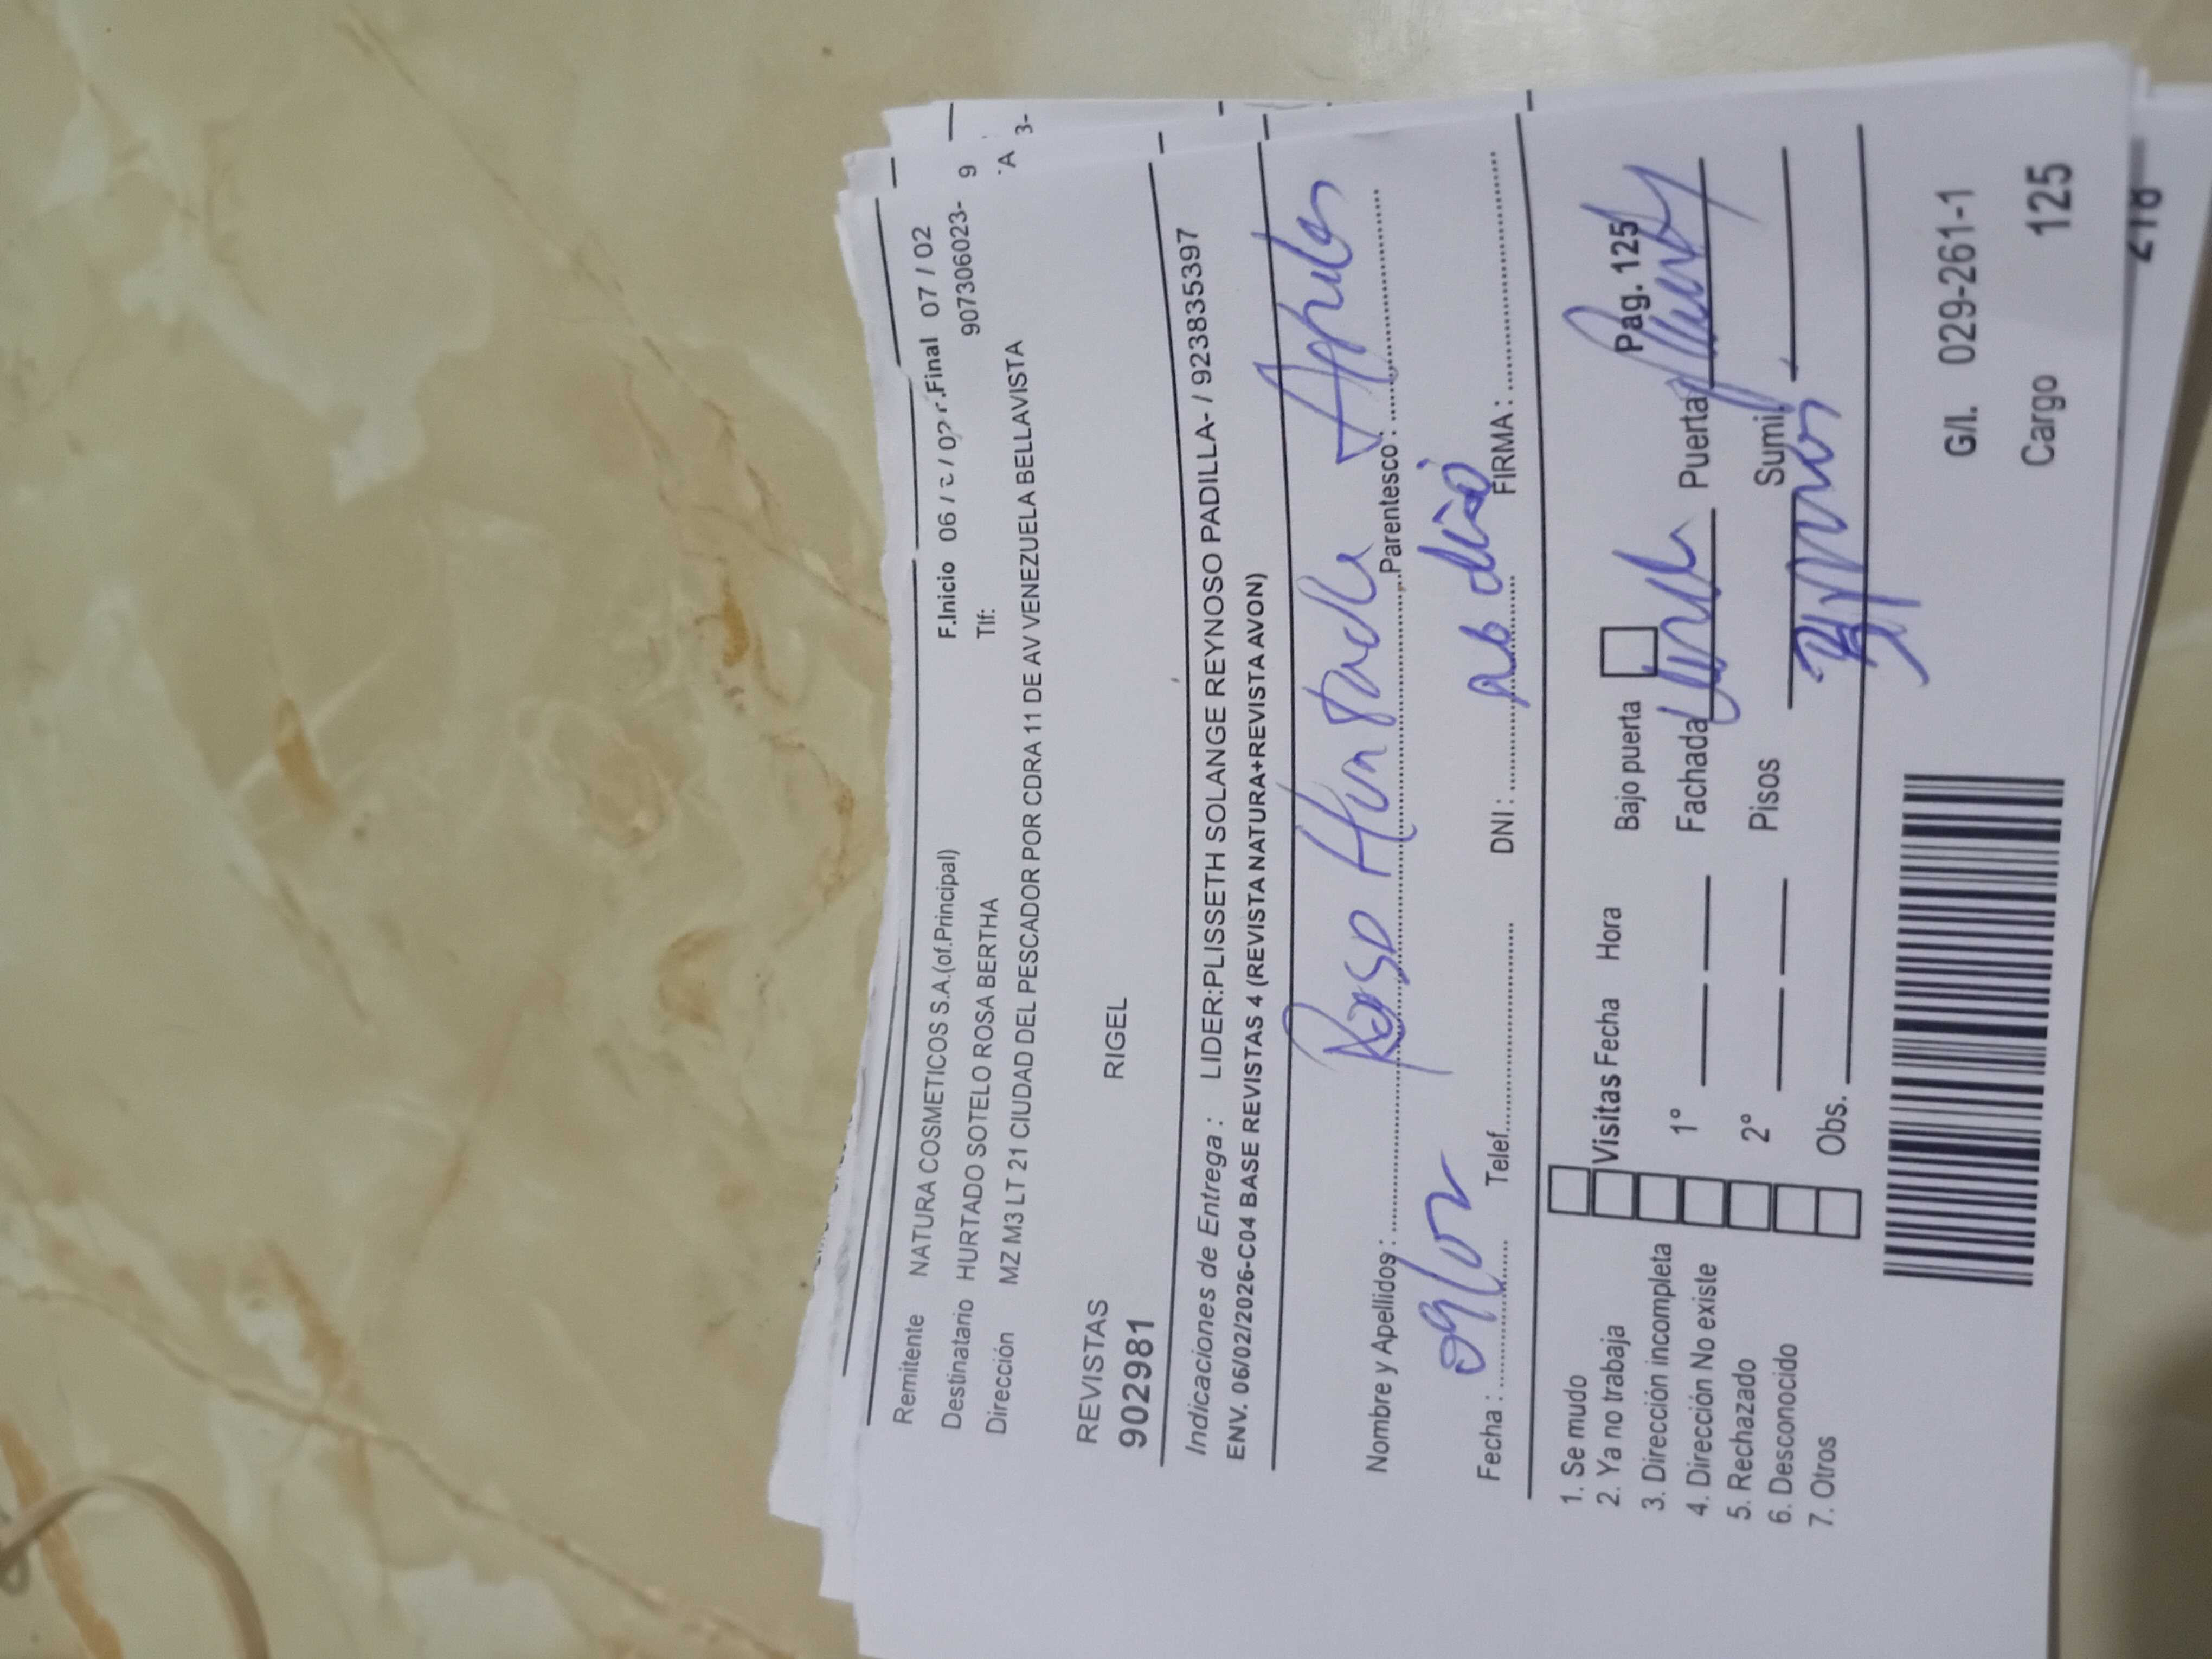 F.Inicio 06 / 2 / 02 F.Final 07 / 02
Remitente NATURA COSMETICOS S.A.(of.Principal) Tlf: 907306023- 9
Destinatario HURTADO SOTELO ROSA BERTHA
Dirección MZ M3 LT 21 CIUDAD DEL PESCADOR POR CDRA 11 DE AV VENEZUELA BELLAVISTA
REVISTAS RIGEL
902981
Indicaciones de Entrega : LIDER:PLISSETH SOLANGE REYNOSO PADILLA- / 923835397
ENV. 06/02/2026-C04 BASE REVISTAS 4 (REVISTA NATURA+REVISTA AVON)
Nombre y Apellidos : Rosa Parentesco :
Fecha : 09/02 Telef. DNI : no dio FIRMA :
Pag. 125
1. Se mudo
2. Ya no trabaja Visitas Fecha Hora Bajo puerta
3. Dirección incompleta
4. Dirección No existe 1° Fachada Puerta
5. Rechazado
6. Desconocido 2° Pisos Sumi.
7. Otros Obs.
G/I. 029-261-1
Cargo 125